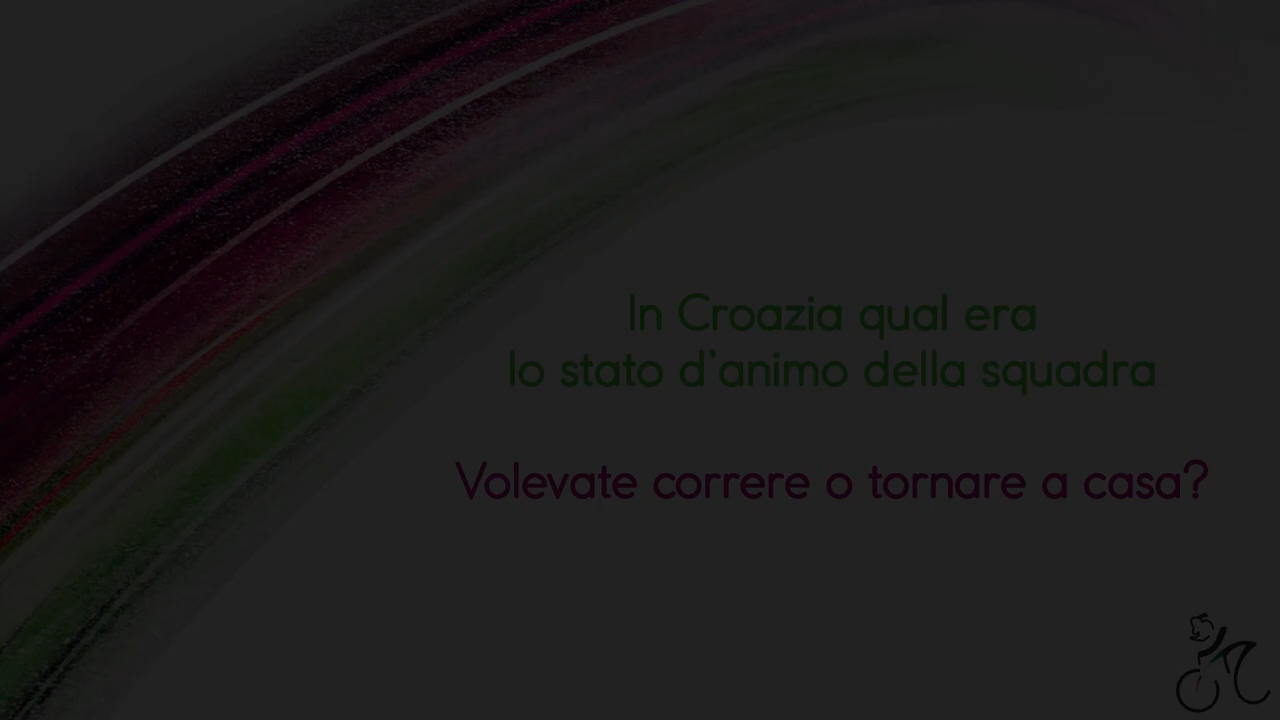 In Croazia qual era
lo stato d'animo della squadra
Volevate correre o tornare a casa?